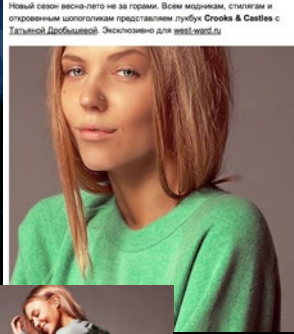 Новый сезон весна-лето не за горами. Всем модникам, стилягам и
откровенным шопоголикам представляем лукбук Crooks & Castles с
Татьяной Дробышевой. Эксклюзивно для west-ward.ru